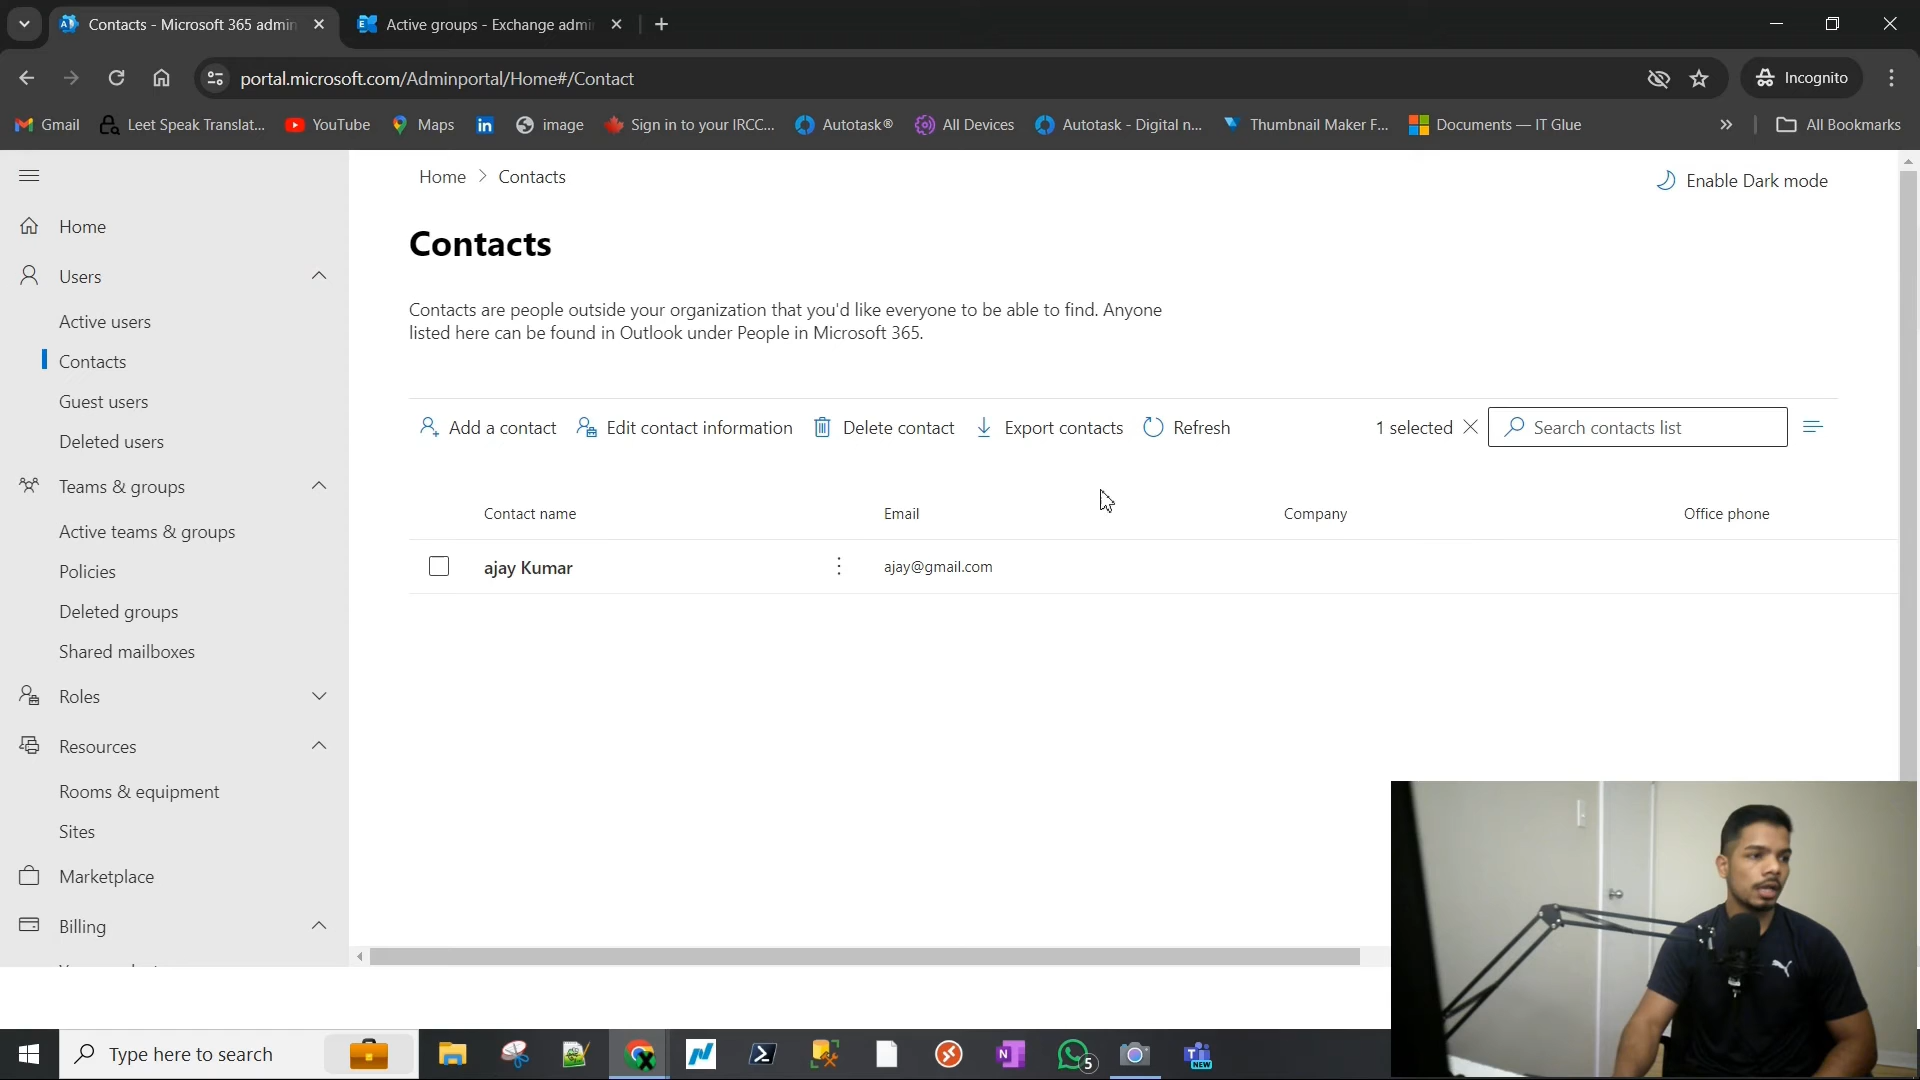 Contacts - Microsoft 365 admin
Active groups - Exchange admi
portal.microsoft.com/Adminportal/Home#/Contact
Incognito
Gmail
Leet Speak Translat...
YouTube
Maps
image
Sign in to your IRCC...
Autotask®
All Devices
Autotask - Digital n...
Thumbnail Maker F...
Documents — IT Glue
All Bookmarks
Home
Users
Active users
Contacts
Guest users
Deleted users
Teams & groups
Active teams & groups
Policies
Deleted groups
Shared mailboxes
Roles
Resources
Rooms & equipment
Sites
Marketplace
Billing
Home > Contacts
Enable Dark mode
Contacts
Contacts are people outside your organization that you'd like everyone to be able to find. Anyone
listed here can be found in Outlook under People in Microsoft 365.
Add a contact
Edit contact information
Delete contact
Export contacts
Refresh
1 selected
Search contacts list
Contact name
Email
Company
Office phone
ajay Kumar
ajay@gmail.com
Type here to search
5
NEW